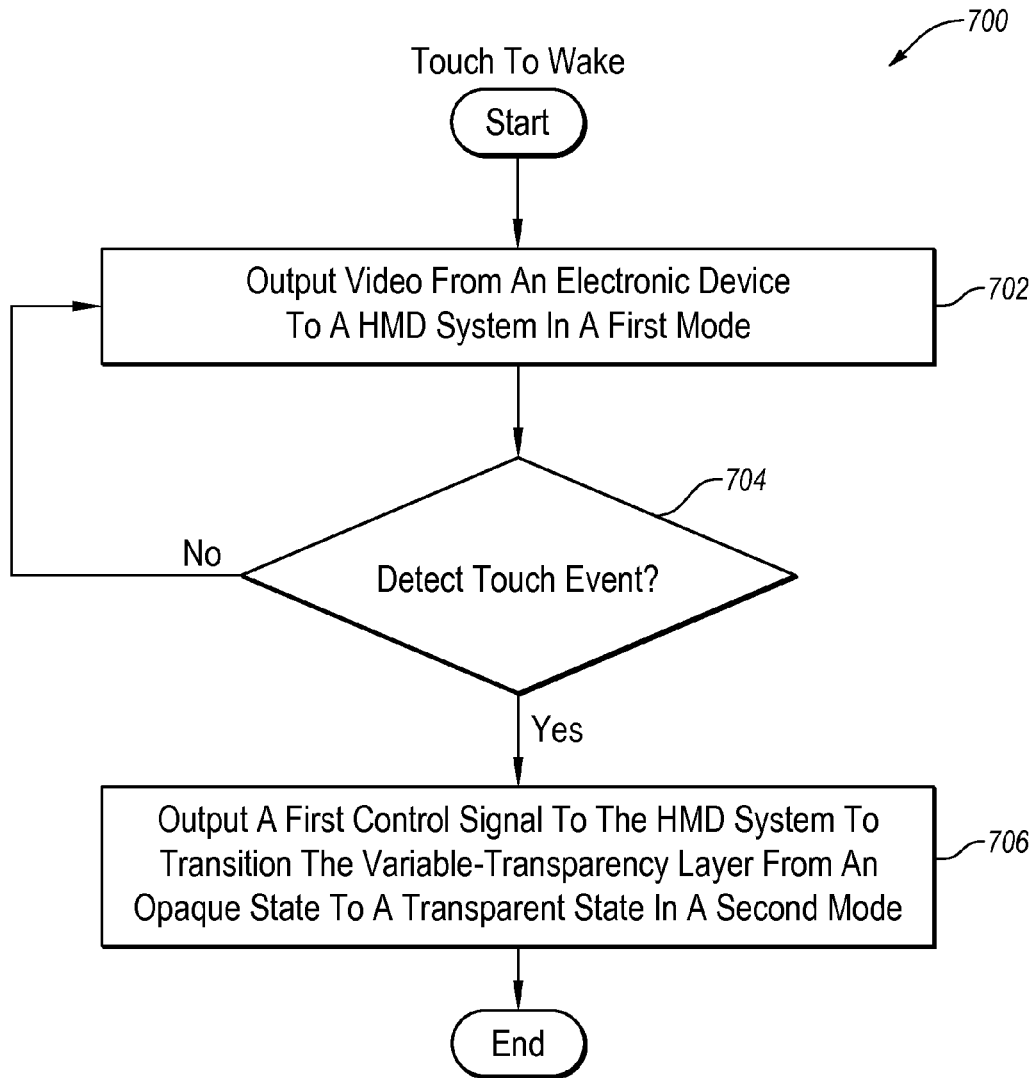 700
Touch To Wake
Start
Output Video From An Electronic Device
To A HMD System In A First Mode
702
704
Detect Touch Event?
No
Yes
Output A First Control Signal To The HMD System To
Transition The Variable-Transparency Layer From An
Opaque State To A Transparent State In A Second Mode
706
End